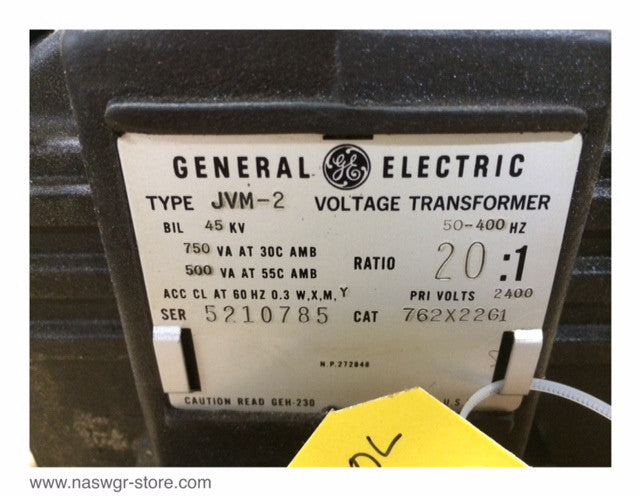 GENERAL GE ELECTRIC
TYPE JVM-2 VOLTAGE TRANSFORMER
BIL 45 KV 50-400 HZ
750 VA AT 30C AMB
500 VA AT 55C AMB
RATIO 20:1
ACC CL AT 60 HZ 0.3 W,X,M,Y PRI VOLTS 2400
SER 5210785 CAT 762X22G1
N.P.272848
CAUTION READ GEH-230 U.S.
www.naswgr-store.com